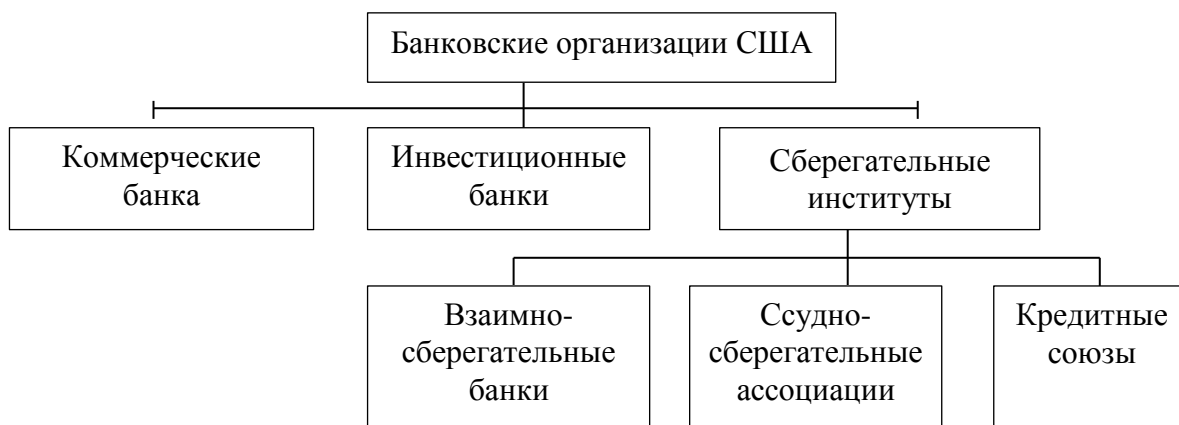 Банковские организации США
Коммерческие
банка
Инвестиционные
банки
Сберегательные
институты
Взаимно-
сберегательные
банки
Ссудно-
сберегательные
ассоциации
Кредитные
союзы